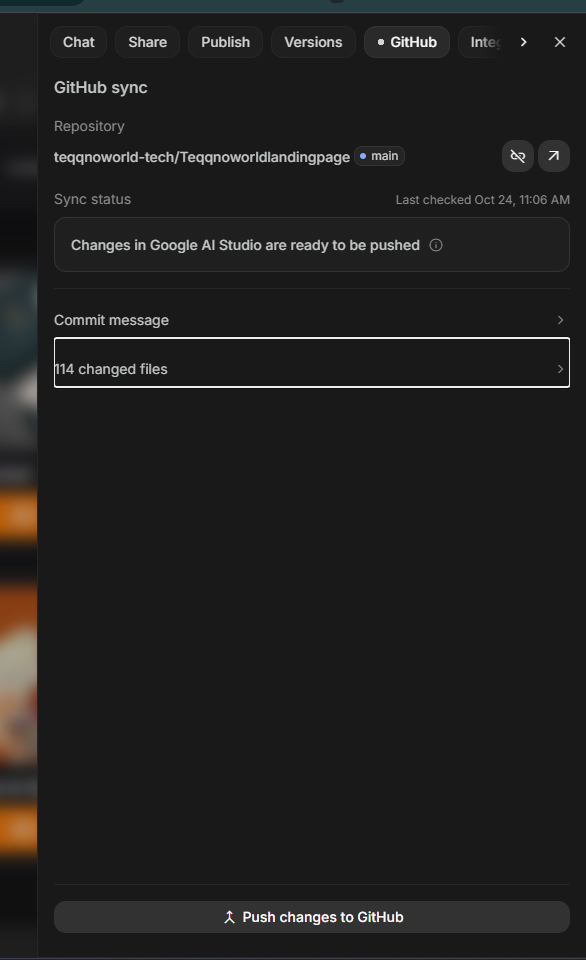 Chat Share Publish Versions GitHub
GitHub sync
Repository
teqqnoworld-tech/Teqqnoworldlandingpage main
Sync status Last checked Oct 24, 11:06 AM
Changes in Google AI Studio are ready to be pushed
Commit message
114 changed files
Push changes to GitHub